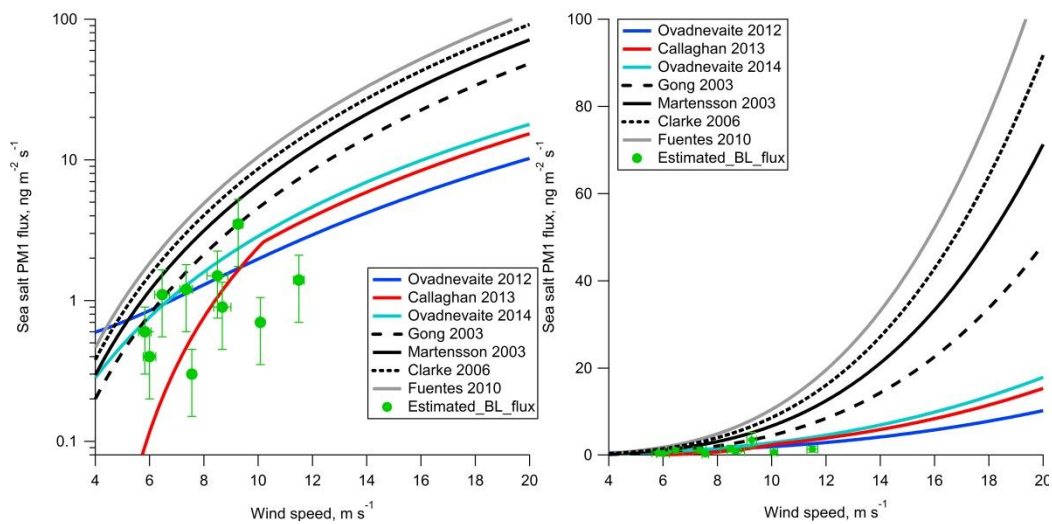 Sea salt PM1 flux, ng m-2 s-1
100
10
1
0.1
4
6
8
10
12
14
16
18
20
Wind speed, m s-1
Ovadnevaite 2012
Callaghan 2013
Ovadnevaite 2014
Gong 2003
Martensson 2003
Clarke 2006
Fuentes 2010
Estimated_BL_flux
Sea salt PM1 flux, ng m-2 s-1
100
80
60
40
20
0
4
6
8
10
12
14
16
18
20
Wind speed, m s-1
Ovadnevaite 2012
Callaghan 2013
Ovadnevaite 2014
Gong 2003
Martensson 2003
Clarke 2006
Fuentes 2010
Estimated_BL_flux